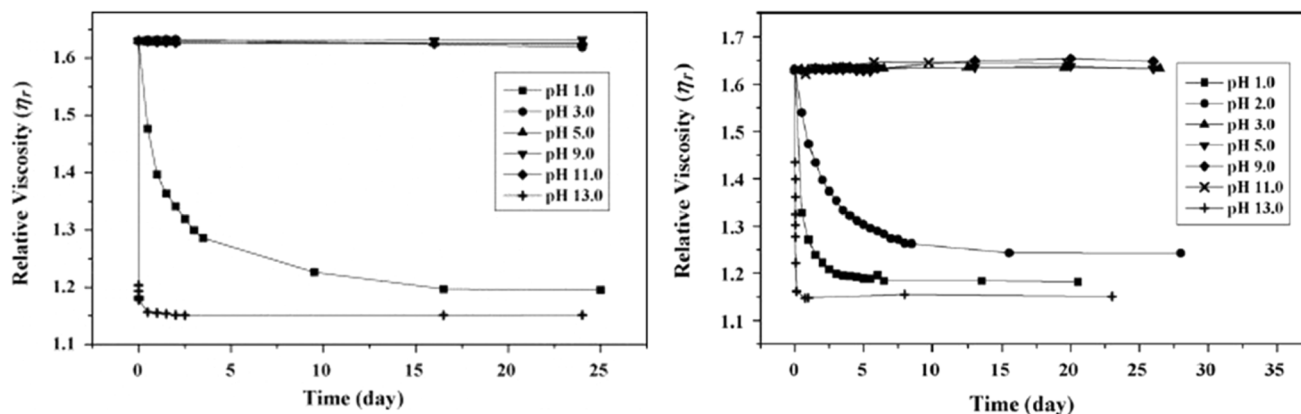 1.6
1.5
1.4
1.3
1.2
1.1
Relative Viscosity (ηr)
pH 1.0
pH 3.0
pH 5.0
pH 9.0
pH 11.0
pH 13.0
0 5 10 15 20 25
Time (day)
1.75
1.7
1.6
1.5
1.4
1.3
1.2
1.1
Relative Viscosity (ηr)
pH 1.0
pH 2.0
pH 3.0
pH 5.0
pH 9.0
pH 11.0
pH 13.0
0 5 10 15 20 25 30 35
Time (day)